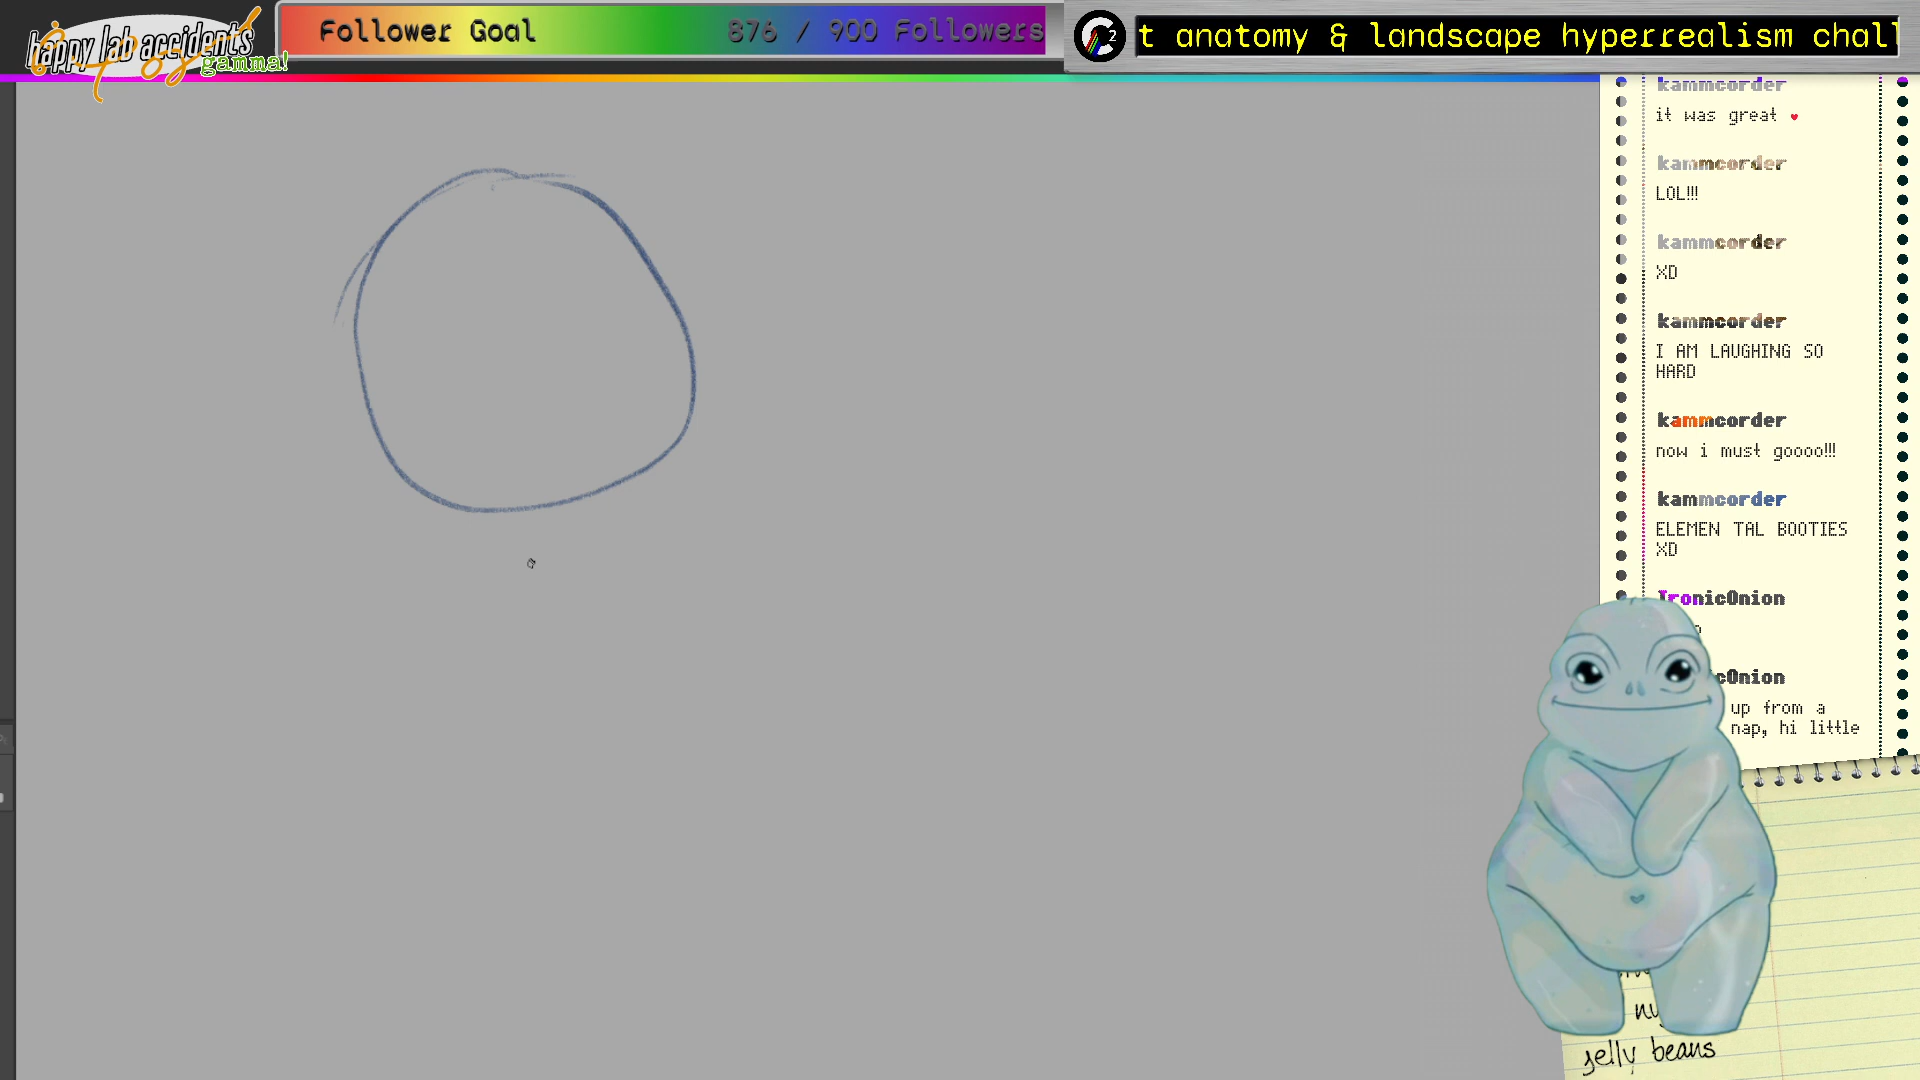 happy lab accidents
gamma!
Follower Goal
876 / 900 Followers
t anatomy & landscape hyperrealism chall
kammcorder
it was great
kammcorder
LOL!!!
kammcorder
XD
kammcorder
I AM LAUGHING SO
HARD
kammcorder
now i must goooo!!!
kammcorder
ELEMEN TAL BOOTIES
XD
IronicOnion
cOnion
up from a
nap, hi little
jelly beans